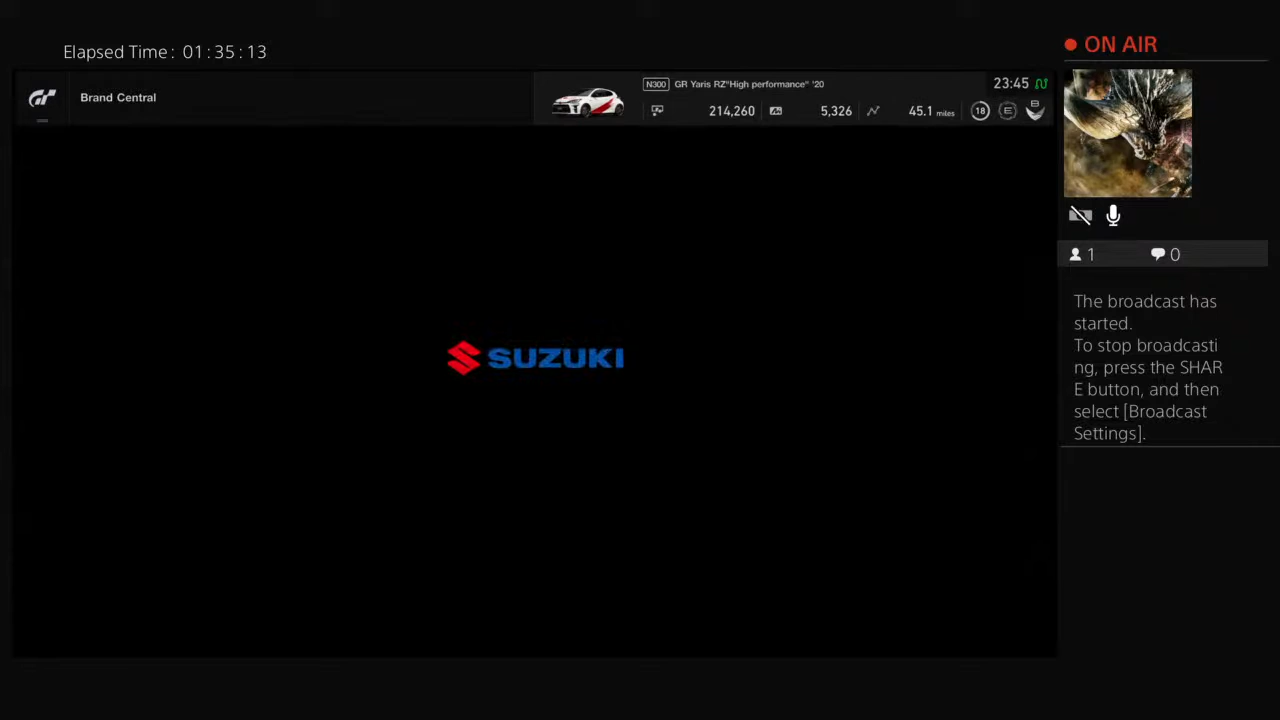 Elapsed Time: 01:35:13
ON AIR
Brand Central
N300 GR Yaris RZ"High performance" '20
23:45
214,260
5,326
45.1 miles
18
E
B
SUZUKI
1
0
The broadcast has
started.
To stop broadcasti
ng, press the SHAR
E button, and then
select [Broadcast
Settings].